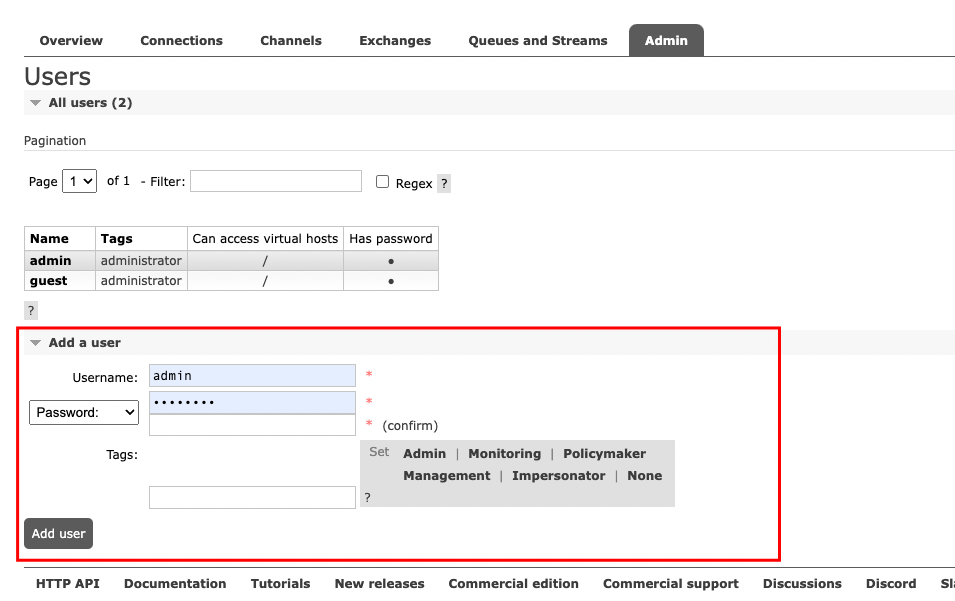 Overview Connections Channels Exchanges Queues and Streams Admin
Users
All users (2)
Pagination
Page 1 of 1 - Filter: Regex ?
Name Tags Can access virtual hosts Has password
admin administrator / •
guest administrator / •
?
Add a user
Username: admin *
Password: •••••••• *
* (confirm)
Tags: Set Admin | Monitoring | Policymaker
Management | Impersonator | None
?
Add user
HTTP API Documentation Tutorials New releases Commercial edition Commercial support Discussions Discord